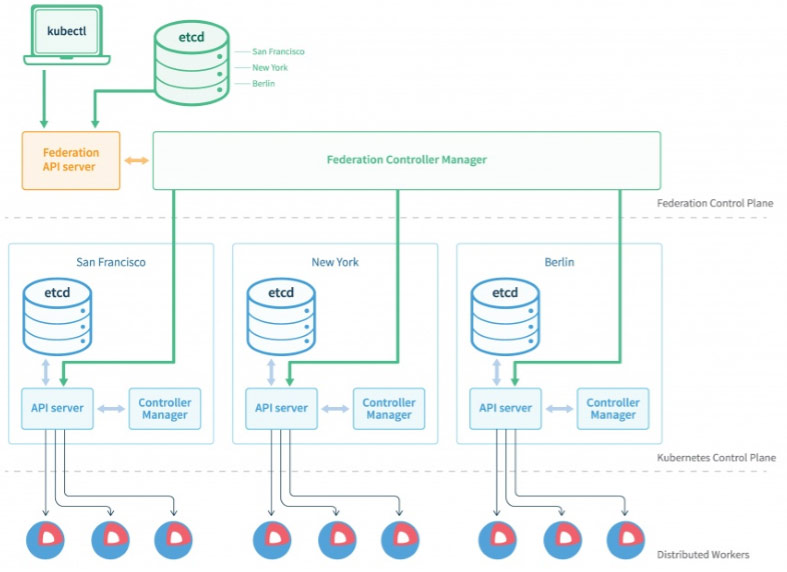 kubectl
etcd
San Francisco
New York
Berlin
Federation
API server
Federation Controller Manager
Federation Control Plane
San Francisco
New York
Berlin
etcd
etcd
etcd
API server
Controller
Manager
API server
Controller
Manager
API server
Controller
Manager
Kubernetes Control Plane
Distributed Workers